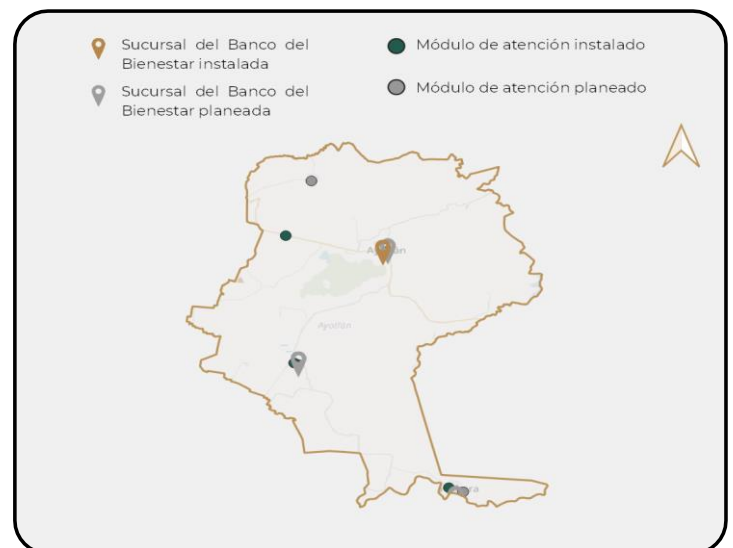 Sucursal del Banco del
Bienestar instalada
Sucursal del Banco del
Bienestar planeada
Módulo de atención instalado
Módulo de atención planeado
Ayotlán